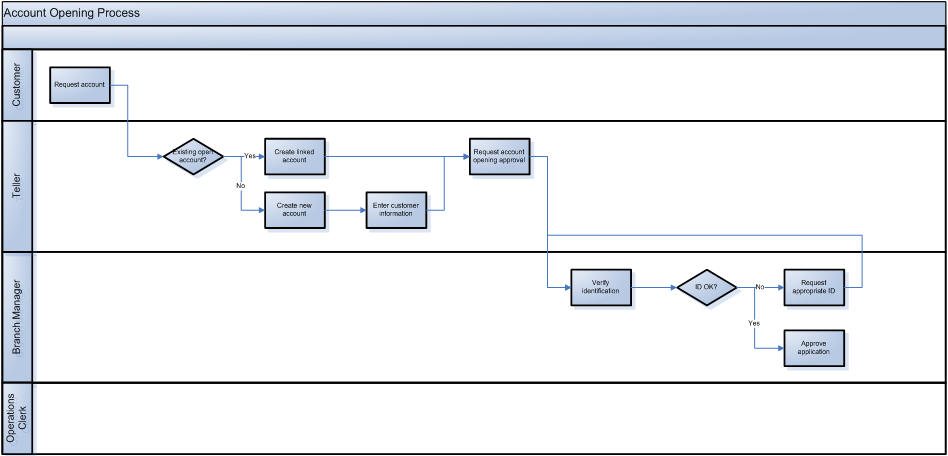 Account Opening Process
Customer
Request account
Teller
Existing open
account?
Yes
No
Create linked
account
Create new
account
Enter customer
information
Request account
opening approval
Branch Manager
Verify
identification
ID OK?
No
Yes
Request
appropriate ID
Approve
application
Operations
Clerk